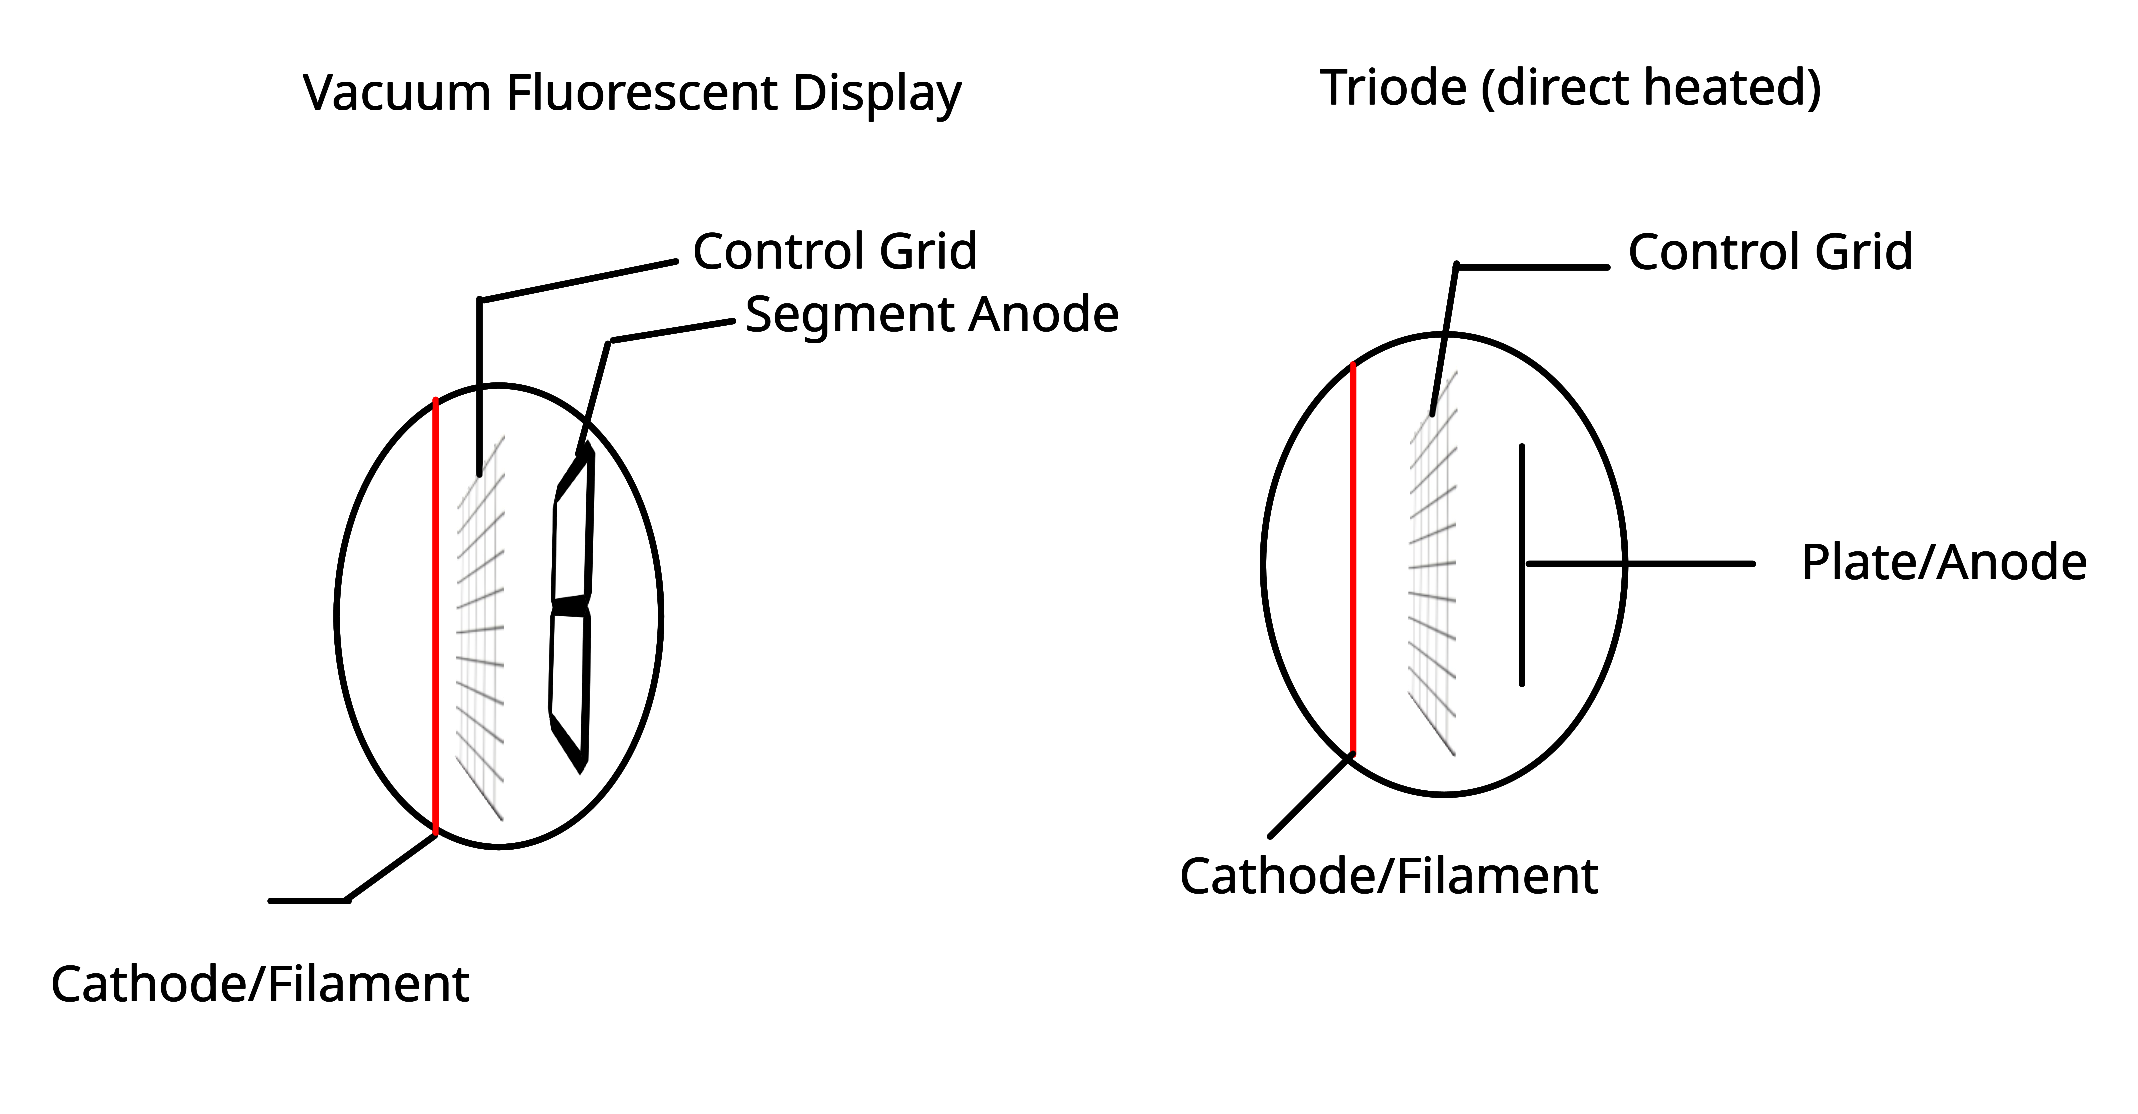 Vacuum Fluorescent Display
Control Grid
Segment Anode
Cathode/Filament
Triode (direct heated)
Control Grid
Plate/Anode
Cathode/Filament